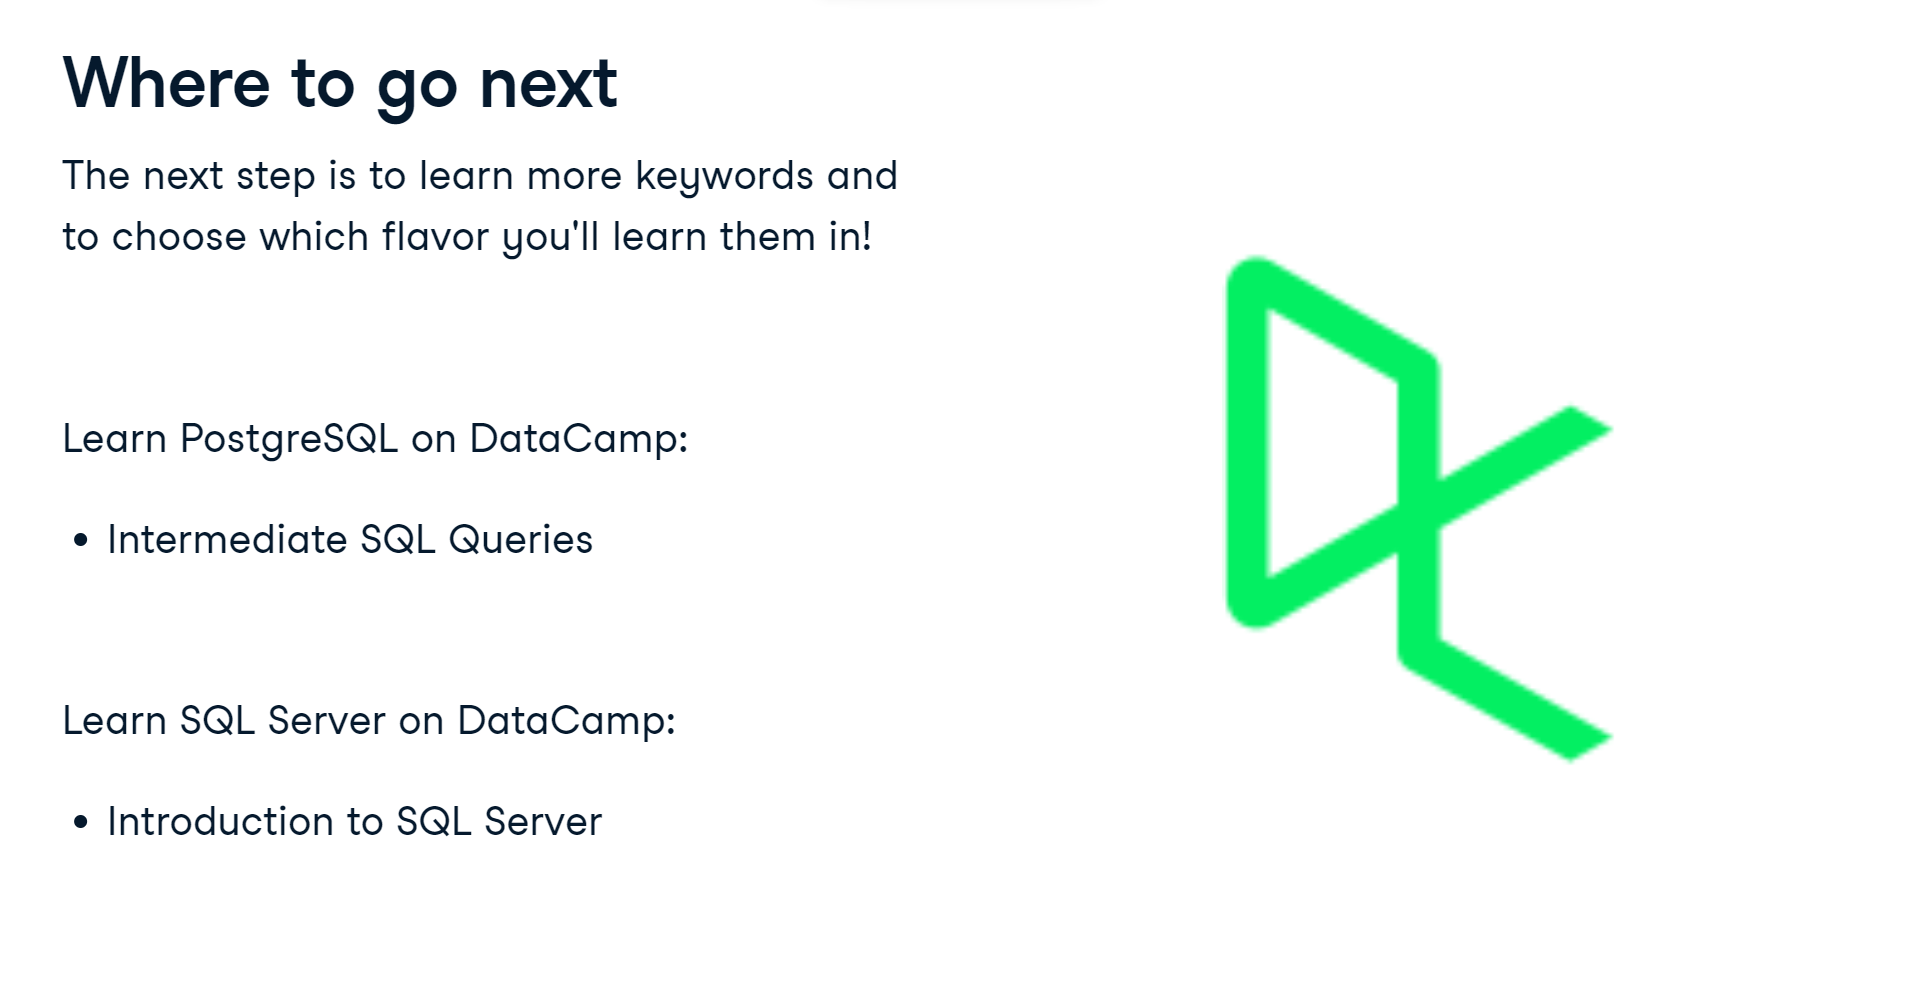 Where to go next
The next step is to learn more keywords and
to choose which flavor you'll learn them in!
Learn PostgreSQL on DataCamp:
• Intermediate SQL Queries
Learn SQL Server on DataCamp:
• Introduction to SQL Server